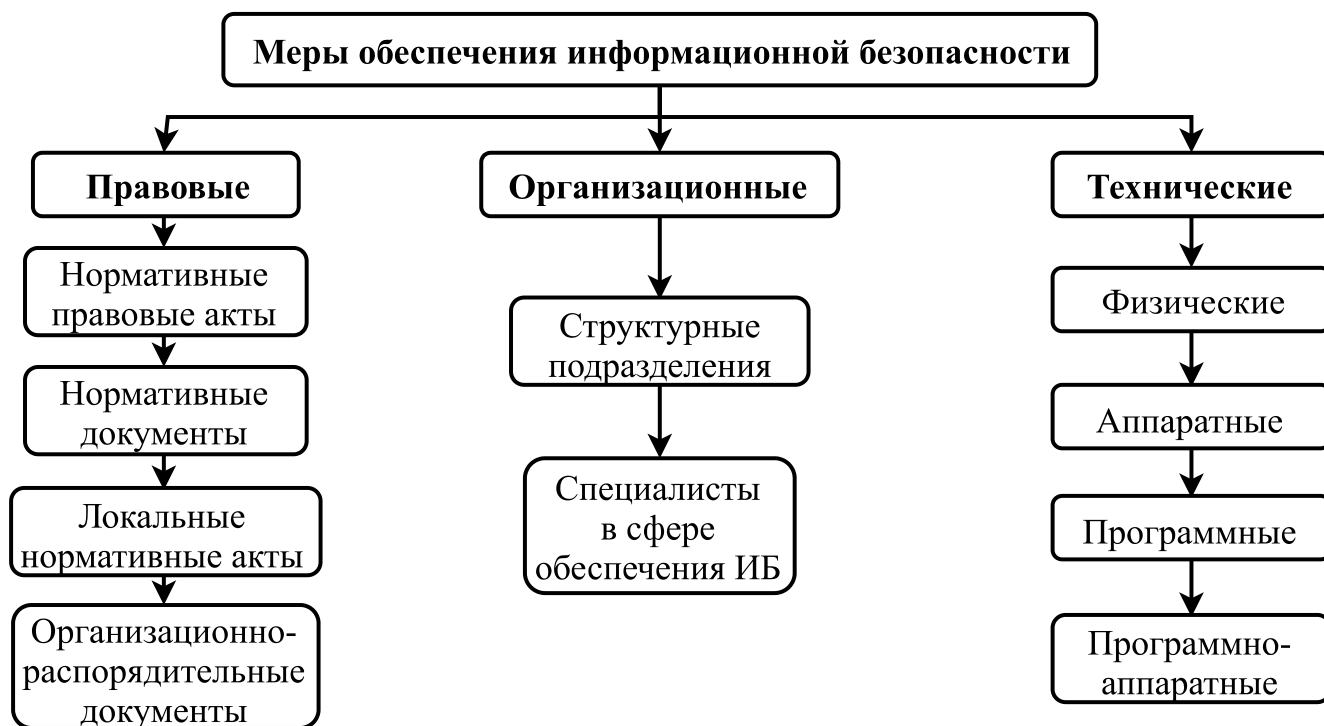 Меры обеспечения информационной безопасности
Правовые
Нормативные
правовые акты
Нормативные
документы
Локальные
нормативные акты
Организационно-
распорядительные
документы
Организационные
Структурные
подразделения
Специалисты
в сфере
обеспечения ИБ
Технические
Физические
Аппаратные
Программные
Программно-
аппаратные